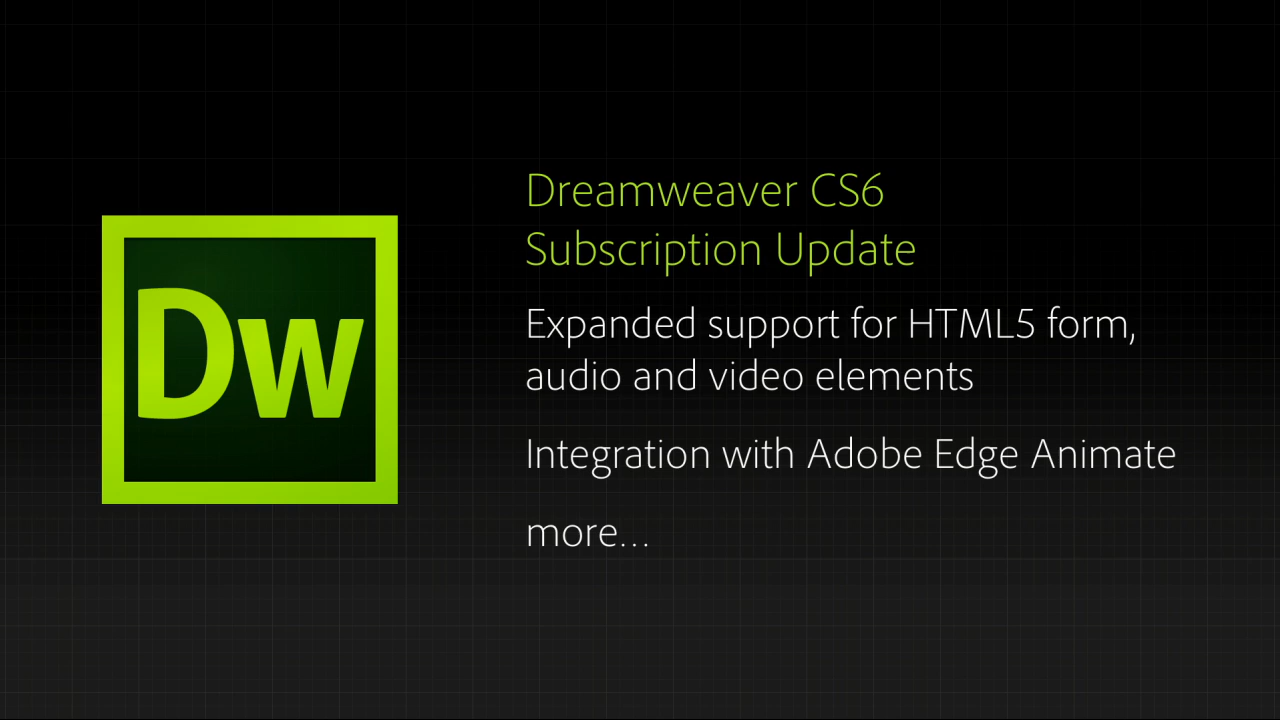 Dw
Dreamweaver CS6
Subscription Update
Expanded support for HTML5 form,
audio and video elements
Integration with Adobe Edge Animate
more...